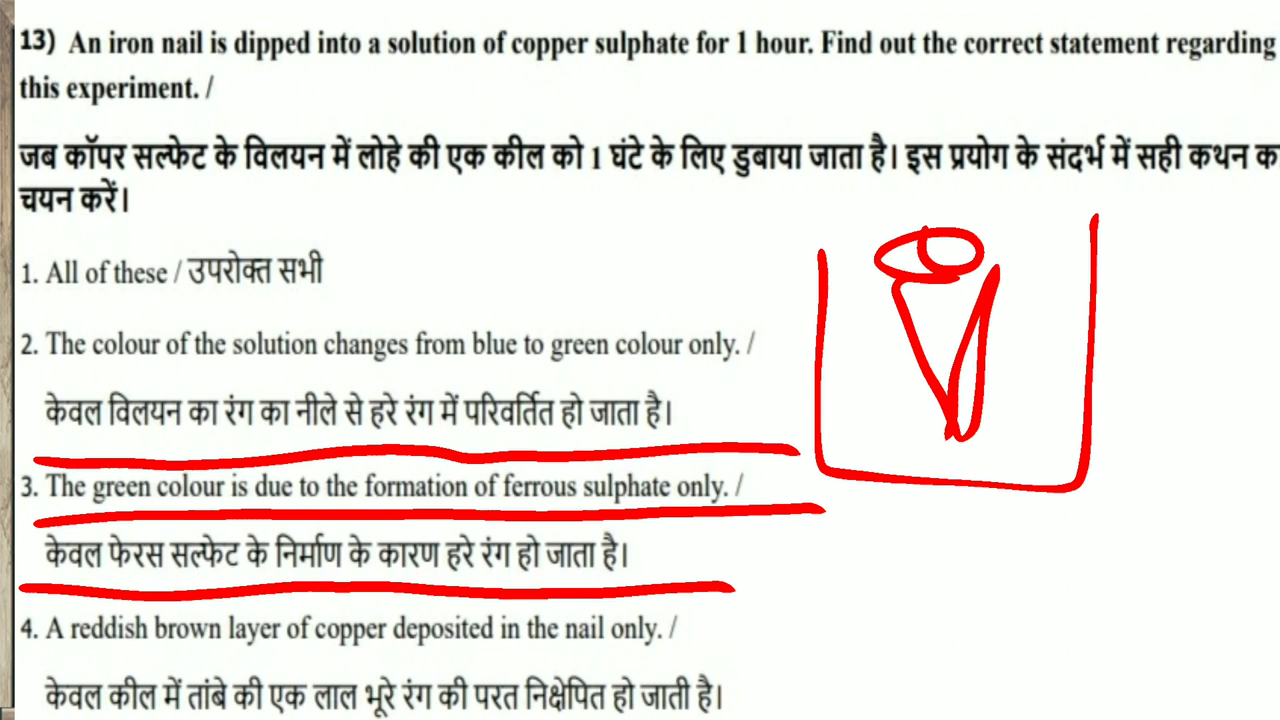 13) An iron nail is dipped into a solution of copper sulphate for 1 hour. Find out the correct statement regarding
this experiment. /
जब कॉपर सल्फेट के विलयन में लोहे की एक कील को 1 घंटे के लिए डुबाया जाता है। इस प्रयोग के संदर्भ में सही कथन का
चयन करें।
1. All of these / उपरोक्त सभी
2. The colour of the solution changes from blue to green colour only. /
केवल विलयन का रंग का नीले से हरे रंग में परिवर्तित हो जाता है।
3. The green colour is due to the formation of ferrous sulphate only. /
केवल फेरस सल्फेट के निर्माण के कारण हरे रंग हो जाता है।
4. A reddish brown layer of copper deposited in the nail only. /
केवल कील में तांबे की एक लाल भूरे रंग की परत निक्षेपित हो जाती है।